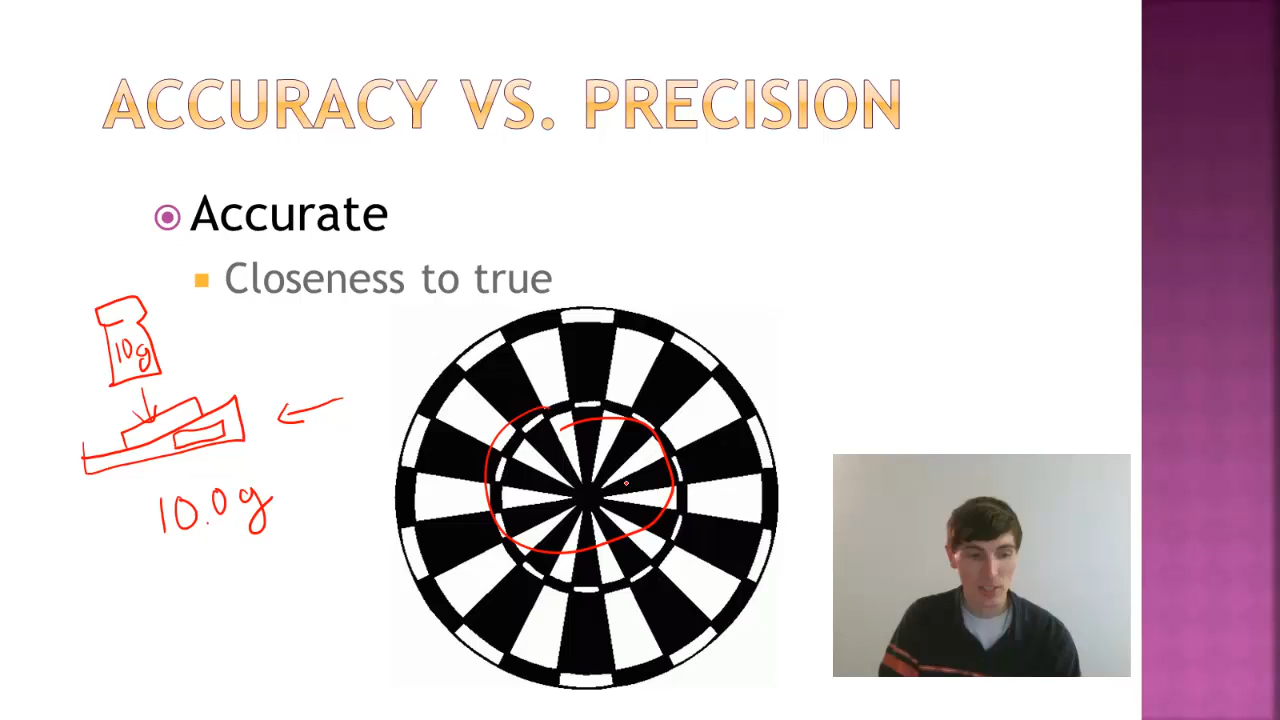 ACCURACY VS. PRECISION
Accurate
Closeness to true
10g
10.0g